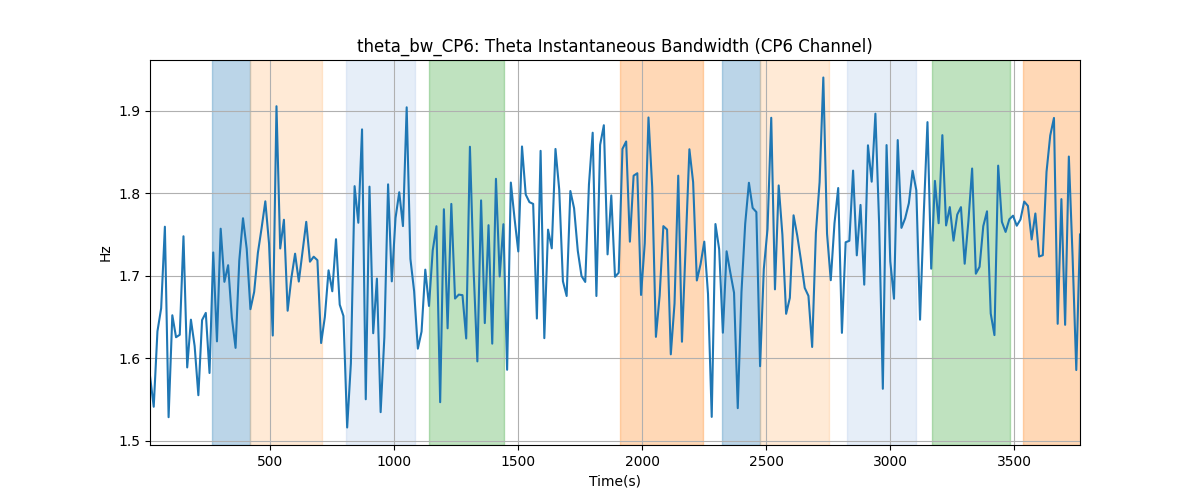 theta_bw_CP6: Theta Instantaneous Bandwidth (CP6 Channel)
Hz
1.9
1.8
1.7
1.6
1.5
500 1000 1500 2000 2500 3000 3500
Time(s)